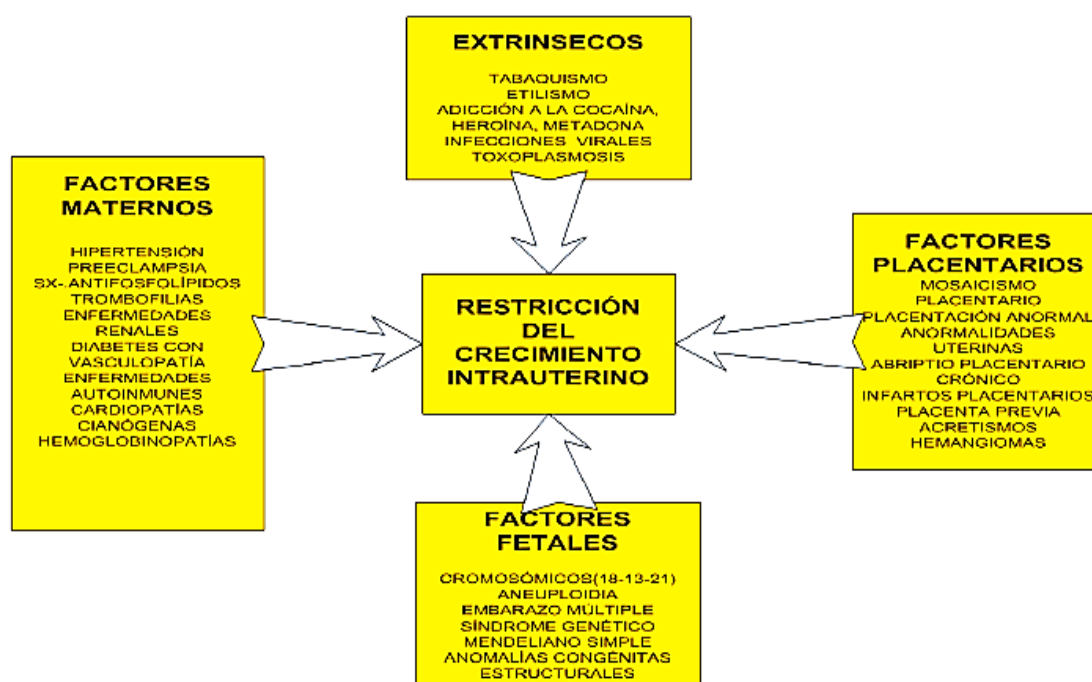 EXTRINSECOS
TABAQUISMO
ETILISMO
ADICCIÓN A LA COCAÍNA,
HEROÍNA, METADONA
INFECCIONES VIRALES
TOXOPLASMOSIS
FACTORES
MATERNOS
HIPERTENSIÓN
PREECLAMPSIA
SX-.ANTIFOSFOLÍPIDOS
TROMBOFILIAS
ENFERMEDADES
RENALES
DIABETES CON
VASCULOPATÍA
ENFERMEDADES
AUTOINMUNES
CARDIOPATÍAS
CIANÓGENAS
HEMOGLOBINOPATÍAS
RESTRICCIÓN
DEL
CRECIMIENTO
INTRAUTERINO
FACTORES
PLACENTARIOS
MOSAICISMO
PLACENTARIO
PLACENTACIÓN ANORMAL
ANORMALIDADES
UTERINAS
ABRIPTIO PLACENTARIO
CRÓNICO
INFARTOS PLACENTARIOS
PLACENTA PREVIA
ACRETISMOS
HEMANGIOMAS
FACTORES
FETALES
CROMOSÓMICOS(18-13-21)
ANEUPLOIDIA
EMBARAZO MÚLTIPLE
SÍNDROME GENÉTICO
MENDELIANO SIMPLE
ANOMALÍAS CONGÉNITAS
ESTRUCTURALES